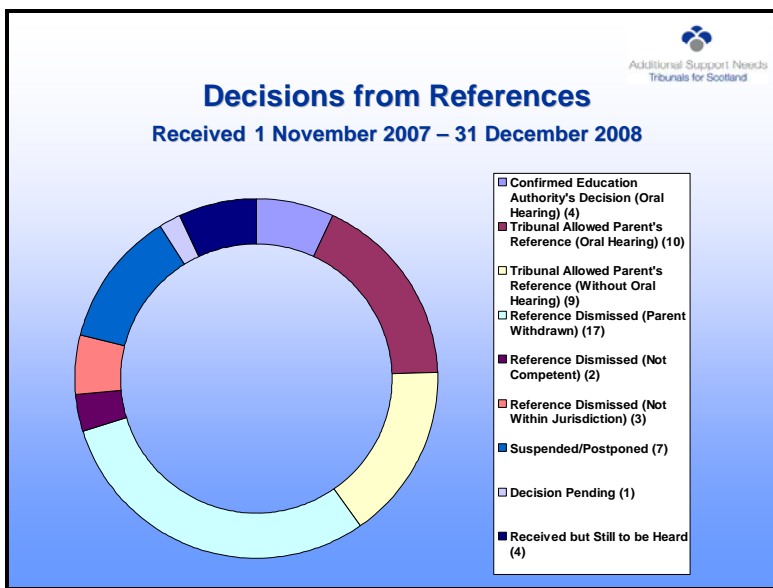 Additional Support Needs
Tribunals for Scotland
Decisions from References
Received 1 November 2007 – 31 December 2008
Confirmed Education
Authority's Decision (Oral
Hearing) (4)
Tribunal Allowed Parent's
Reference (Oral Hearing) (10)
Tribunal Allowed Parent's
Reference (Without Oral
Hearing) (9)
Reference Dismissed (Parent
Withdrawn) (17)
Reference Dismissed (Not
Competent) (2)
Reference Dismissed (Not
Within Jurisdiction) (3)
Suspended/Postponed (7)
Decision Pending (1)
Received but Still to be Heard
(4)